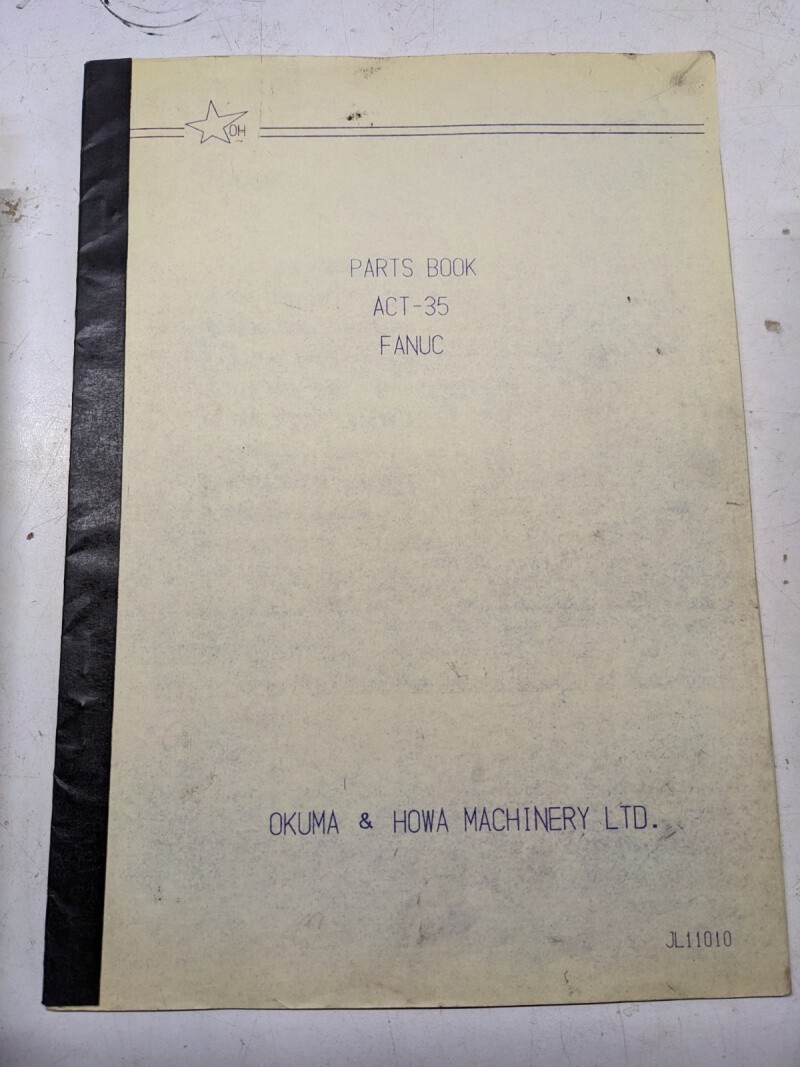 OH
PARTS BOOK
ACT-35
FANUC
OKUMA & HOWA MACHINERY LTD.
JL11010